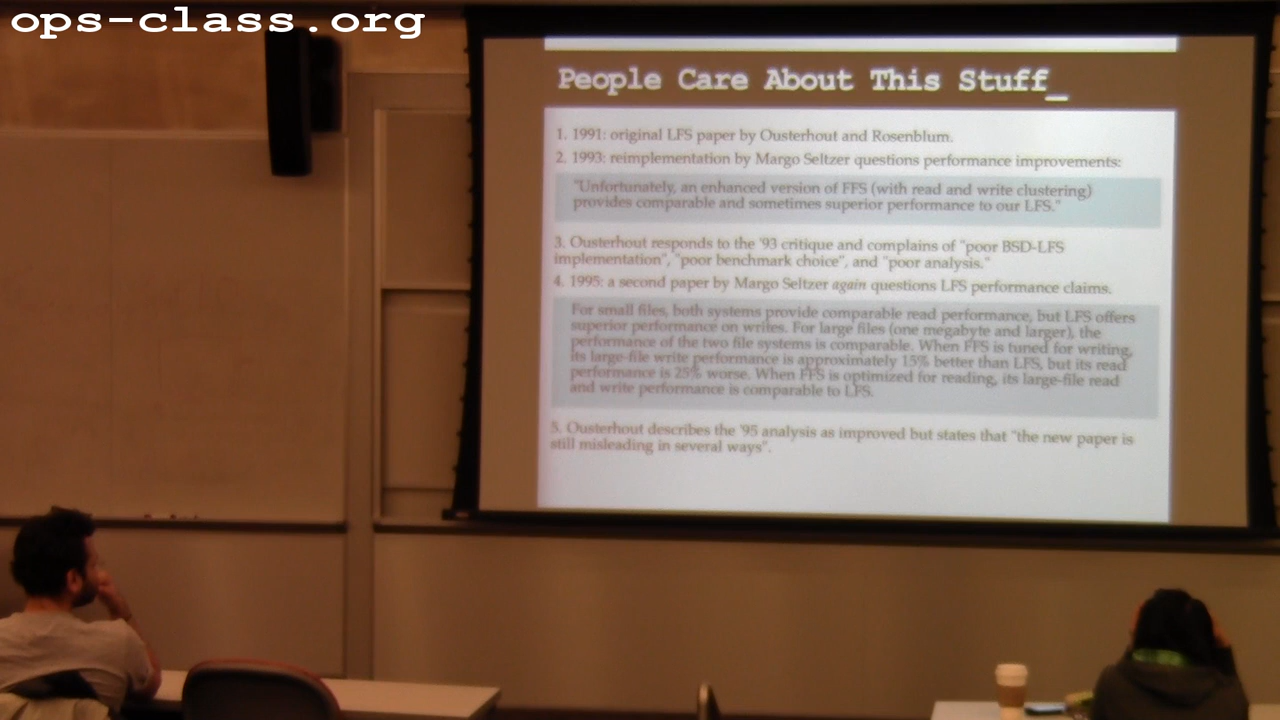 ops-class.org
People Care About This Stuff_
1. 1991: original LFS paper by Ousterhout and Rosenblum.
2. 1993: reimplementation by Margo Seltzer questions performance improvements:
"Unfortunately, an enhanced version of FFS (with read and write clustering)
provides comparable and sometimes superior performance to our LFS."
3. Ousterhout responds to the '93 critique and complains of "poor BSD-LFS
implementation", "poor benchmark choice", and "poor analysis."
4. 1995: a second paper by Margo Seltzer again questions LFS performance claims.
For small files, both systems provide comparable read performance, but LFS offers
superior performance on writes. For large files (one megabyte and larger), the
performance of the two file systems is comparable. When FFS is tuned for writing,
its large-file write performance is approximately 15% better than LFS, but its read
performance is 25% worse. When FFS is optimized for reading, its large-file read
and write performance is comparable to LFS.
5. Ousterhout describes the '95 analysis as improved but states that "the new paper is
still misleading in several ways".